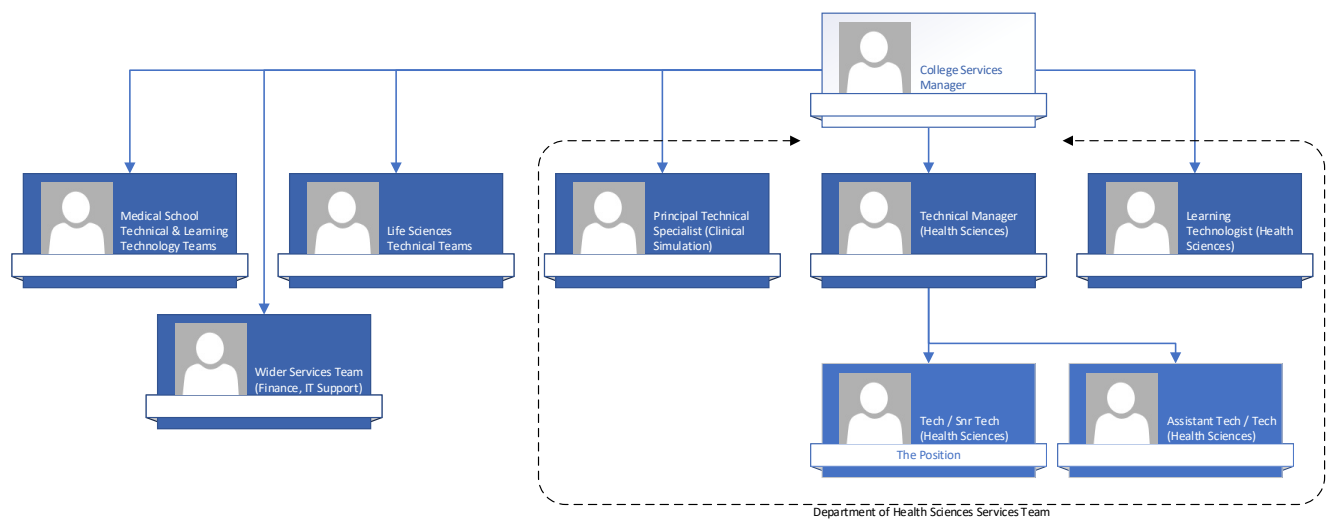 College Services
Manager
Medical School
Technical & Learning
Technology Teams
Life Sciences
Technical Teams
Principal Technical
Specialist (Clinical
Simulation)
Technical Manager
(Health Sciences)
Learning
Technologist (Health
Sciences)
Wider Services Team
(Finance, IT Support)
Tech / Snr Tech
(Health Sciences)
The Position
Assistant Tech / Tech
(Health Sciences)
Department of Health Sciences Services Team